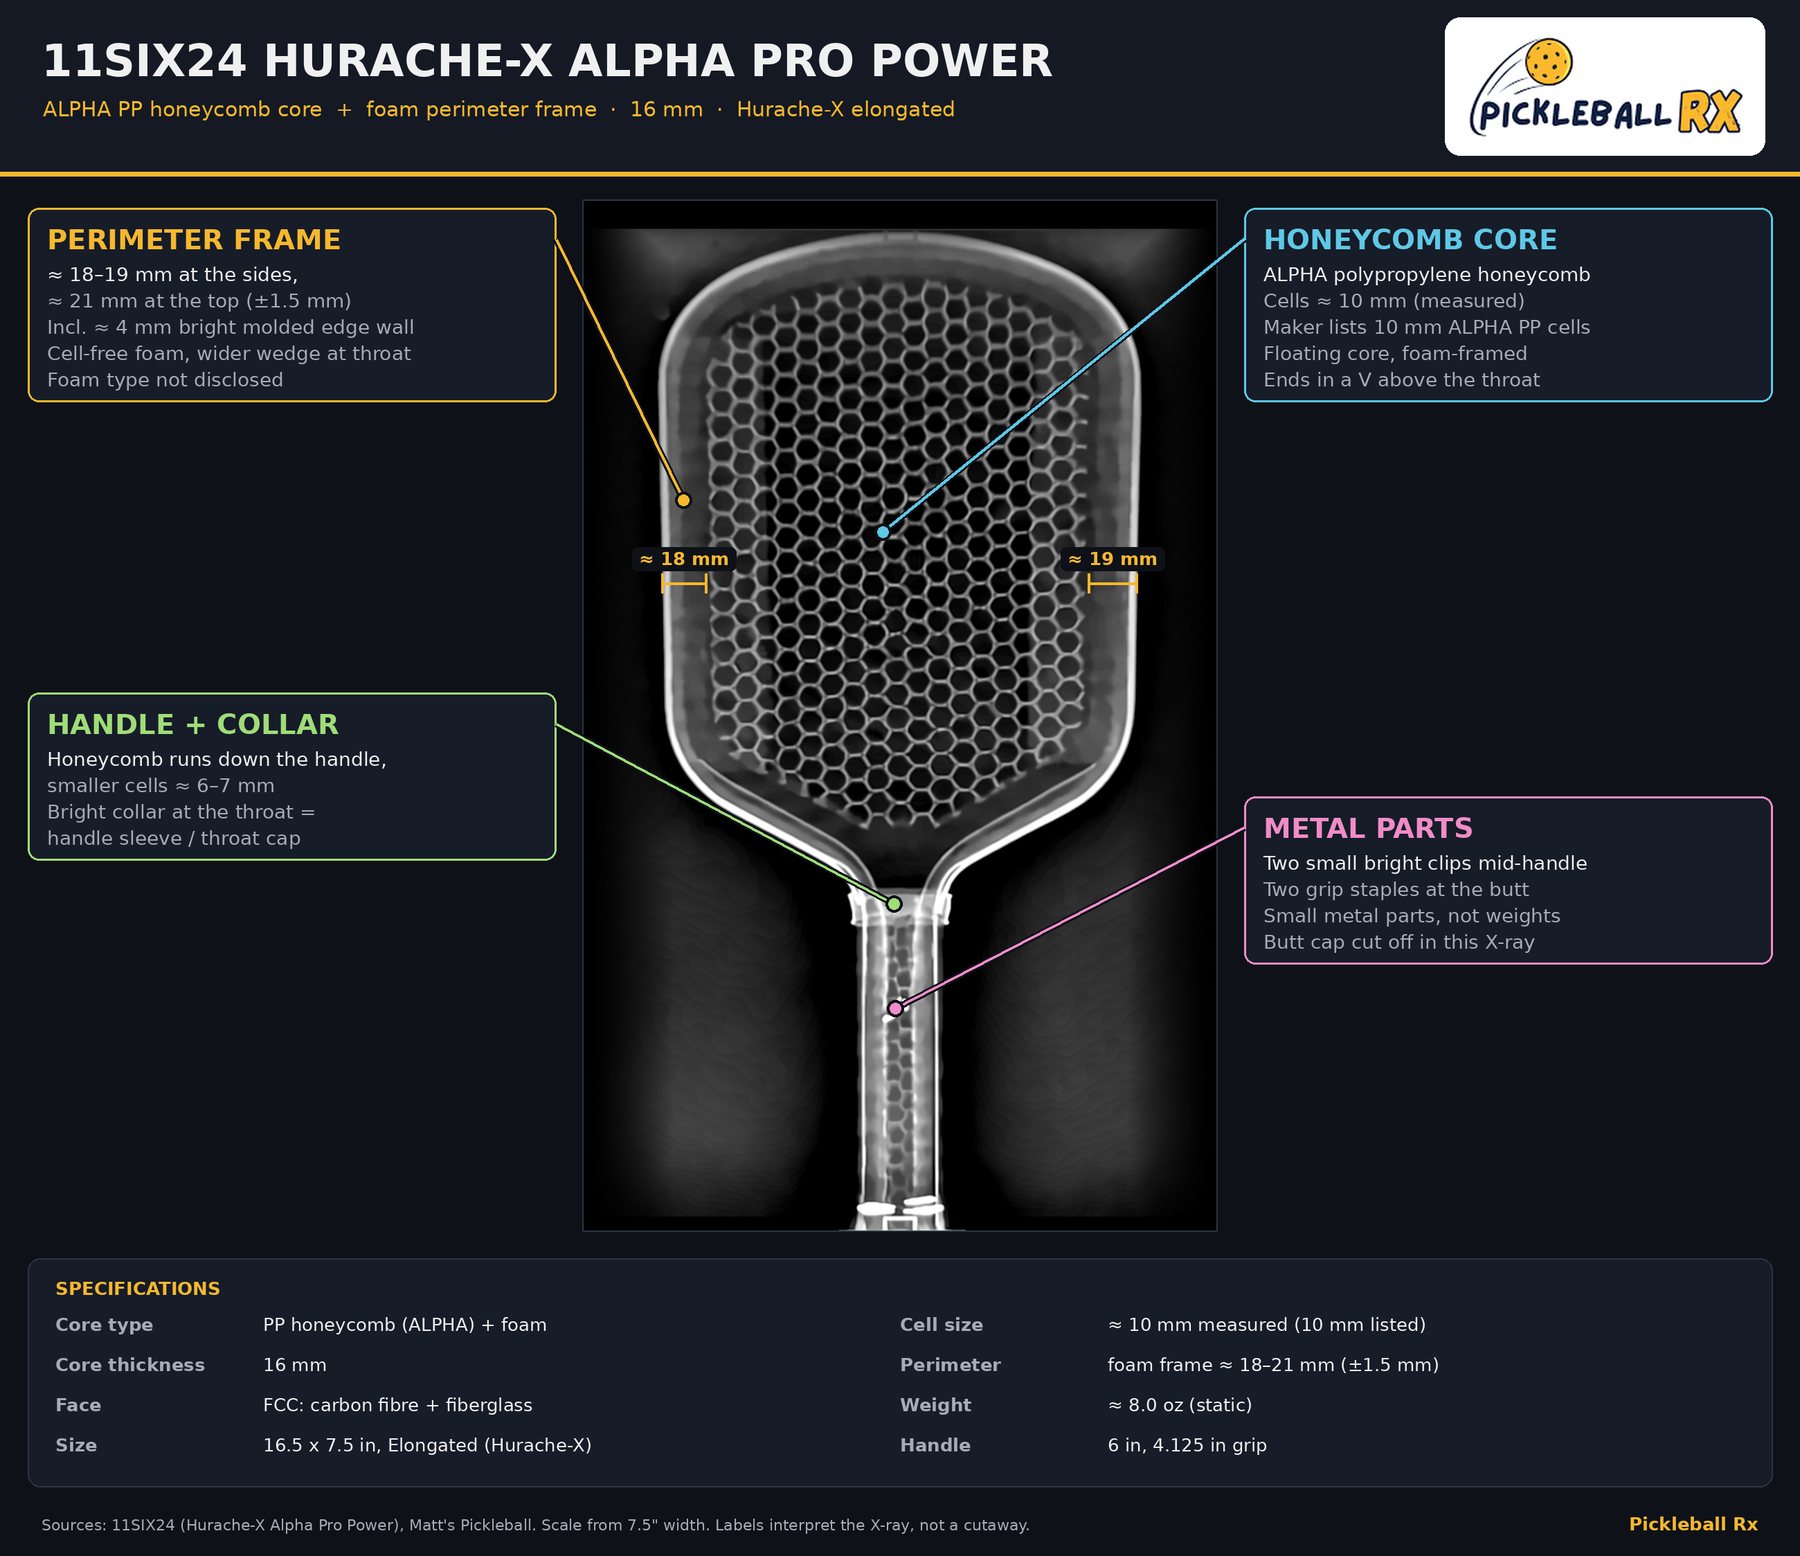 11SIX24 HURACHE-X ALPHA PRO POWER
ALPHA PP honeycomb core + foam perimeter frame · 16 mm · Hurache-X elongated
PICKLEBALL RX
PERIMETER FRAME
≈ 18–19 mm at the sides,
≈ 21 mm at the top (±1.5 mm)
Incl. ≈ 4 mm bright molded edge wall
Cell-free foam, wider wedge at throat
Foam type not disclosed
HONEYCOMB CORE
ALPHA polypropylene honeycomb
Cells ≈ 10 mm (measured)
Maker lists 10 mm ALPHA PP cells
Floating core, foam-framed
Ends in a V above the throat
≈ 18 mm
≈ 19 mm
HANDLE + COLLAR
Honeycomb runs down the handle,
smaller cells ≈ 6–7 mm
Bright collar at the throat =
handle sleeve / throat cap
METAL PARTS
Two small bright clips mid-handle
Two grip staples at the butt
Small metal parts, not weights
Butt cap cut off in this X-ray
SPECIFICATIONS
Core type PP honeycomb (ALPHA) + foam
Core thickness 16 mm
Face FCC: carbon fibre + fiberglass
Size 16.5 x 7.5 in, Elongated (Hurache-X)
Cell size ≈ 10 mm measured (10 mm listed)
Perimeter foam frame ≈ 18–21 mm (±1.5 mm)
Weight ≈ 8.0 oz (static)
Handle 6 in, 4.125 in grip
Sources: 11SIX24 (Hurache-X Alpha Pro Power), Matt's Pickleball. Scale from 7.5" width. Labels interpret the X-ray, not a cutaway.
Pickleball Rx